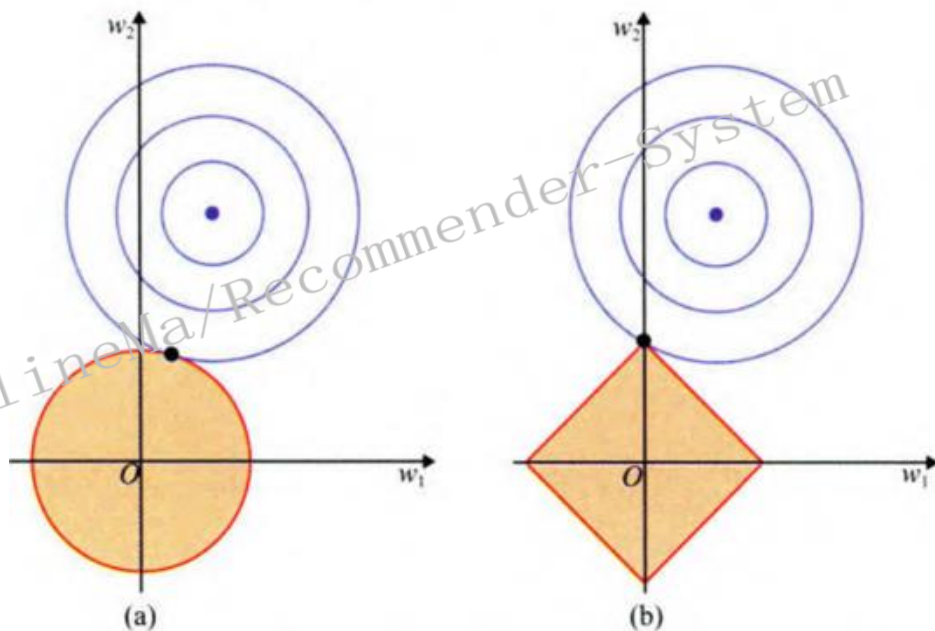 w₂
w₂
lineMa/Recommender-System
O
w₁
O
w₁
(a)
(b)